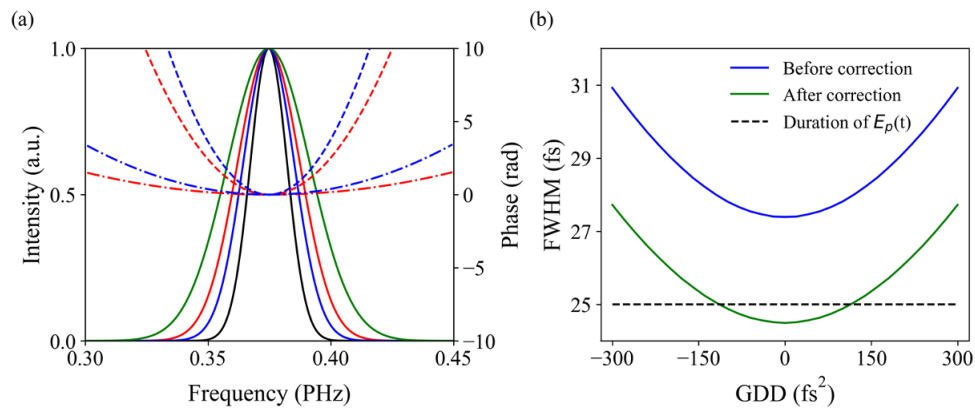 (a)
1.0
0.5
0.0
Intensity (a.u.)
0.30
0.35
0.40
0.45
Frequency (PHz)
10
5
0
−5
−10
Phase (rad)
(b)
31
29
27
25
FWHM (fs)
Before correction
After correction
Duration of E_p(t)
−300
−150
0
150
300
GDD (fs²)